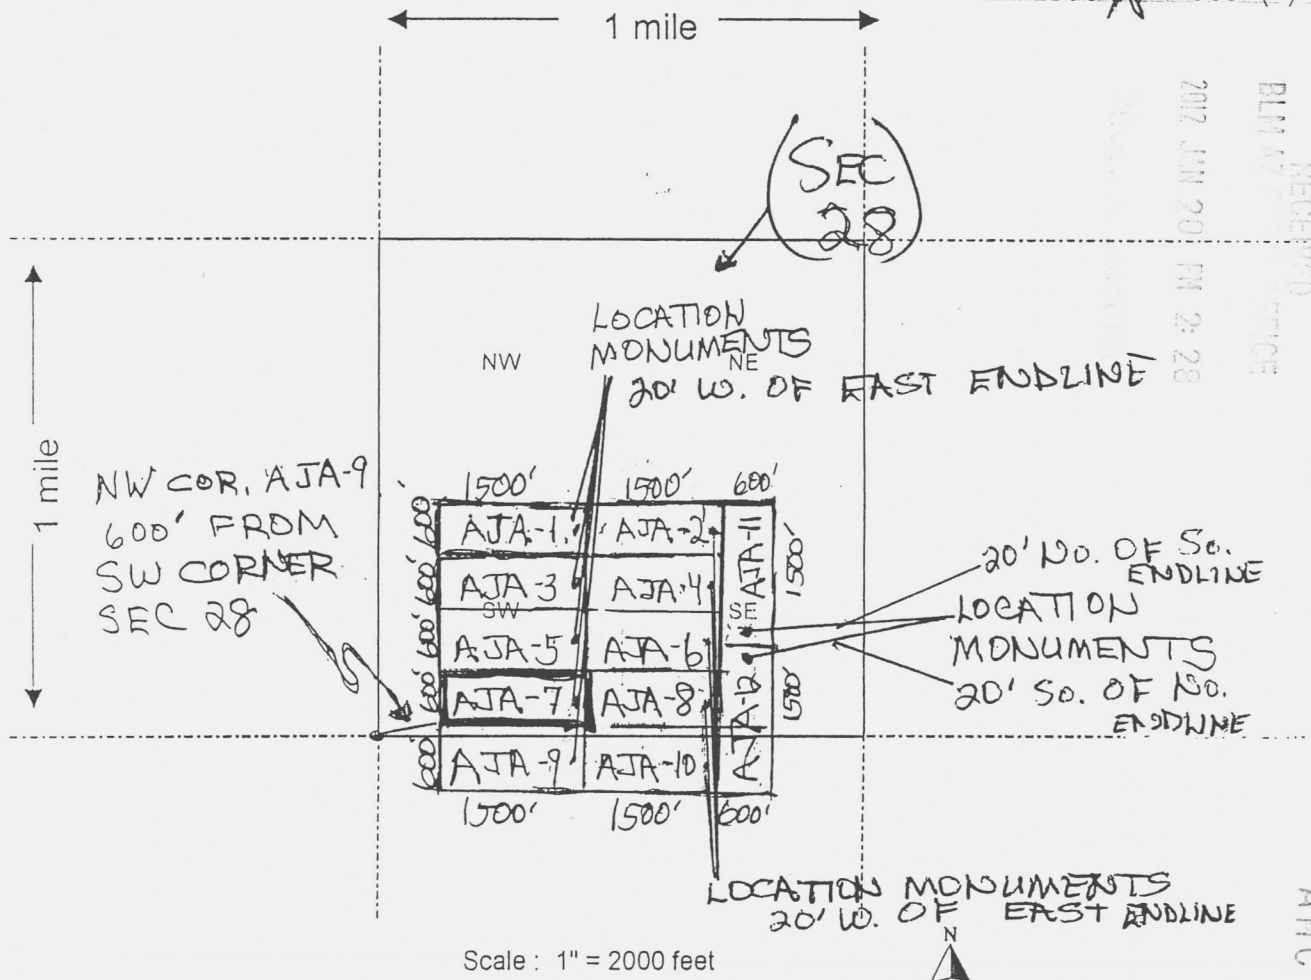 1 mile
SEC
28
RECEIVED
2012 JAN 20 PM 2:28
LOCATION
MONUMENTS
NW
NE
20' W. OF EAST ENDLINE
1 mile
NW COR. AJA-9
600' FROM
SW CORNER
SEC 28
1500' 1500' 600'
600' AJA-1 AJA-2 AJA-11 1500'
600' AJA-3 AJA-4
SW SE
600' AJA-5 AJA-6
600' AJA-7 AJA-8 AJA-12 1500'
600' AJA-9 AJA-10
1500' 1500' 600'
20' No. OF So.
ENDLINE
LOCATION
MONUMENTS
20' So. OF No.
ENDLINE
LOCATION MONUMENTS
20' W. OF EAST ENDLINE
N
Scale : 1" = 2000 feet